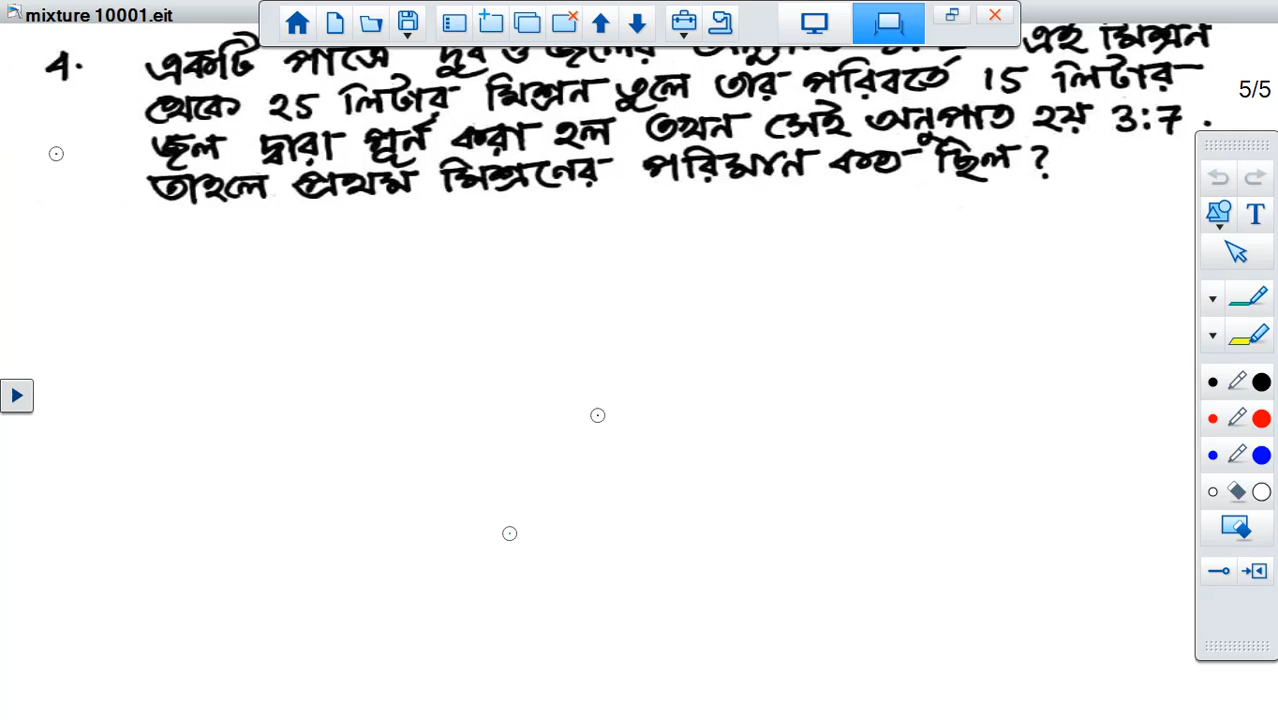 mixture 10001.eit
4. একটি পাত্রে দুধ ও জলের অনুপাত এই মিশ্রন
থেকে 25 লিটার মিশ্রন তুলে তার পরিবর্তে 15 লিটার
জল দ্বারা পূর্ন করা হল তখন সেই অনুপাত হয় 3:7.
তাহলে প্রথম মিশ্রনের পরিমান কত ছিল?
5/5
T